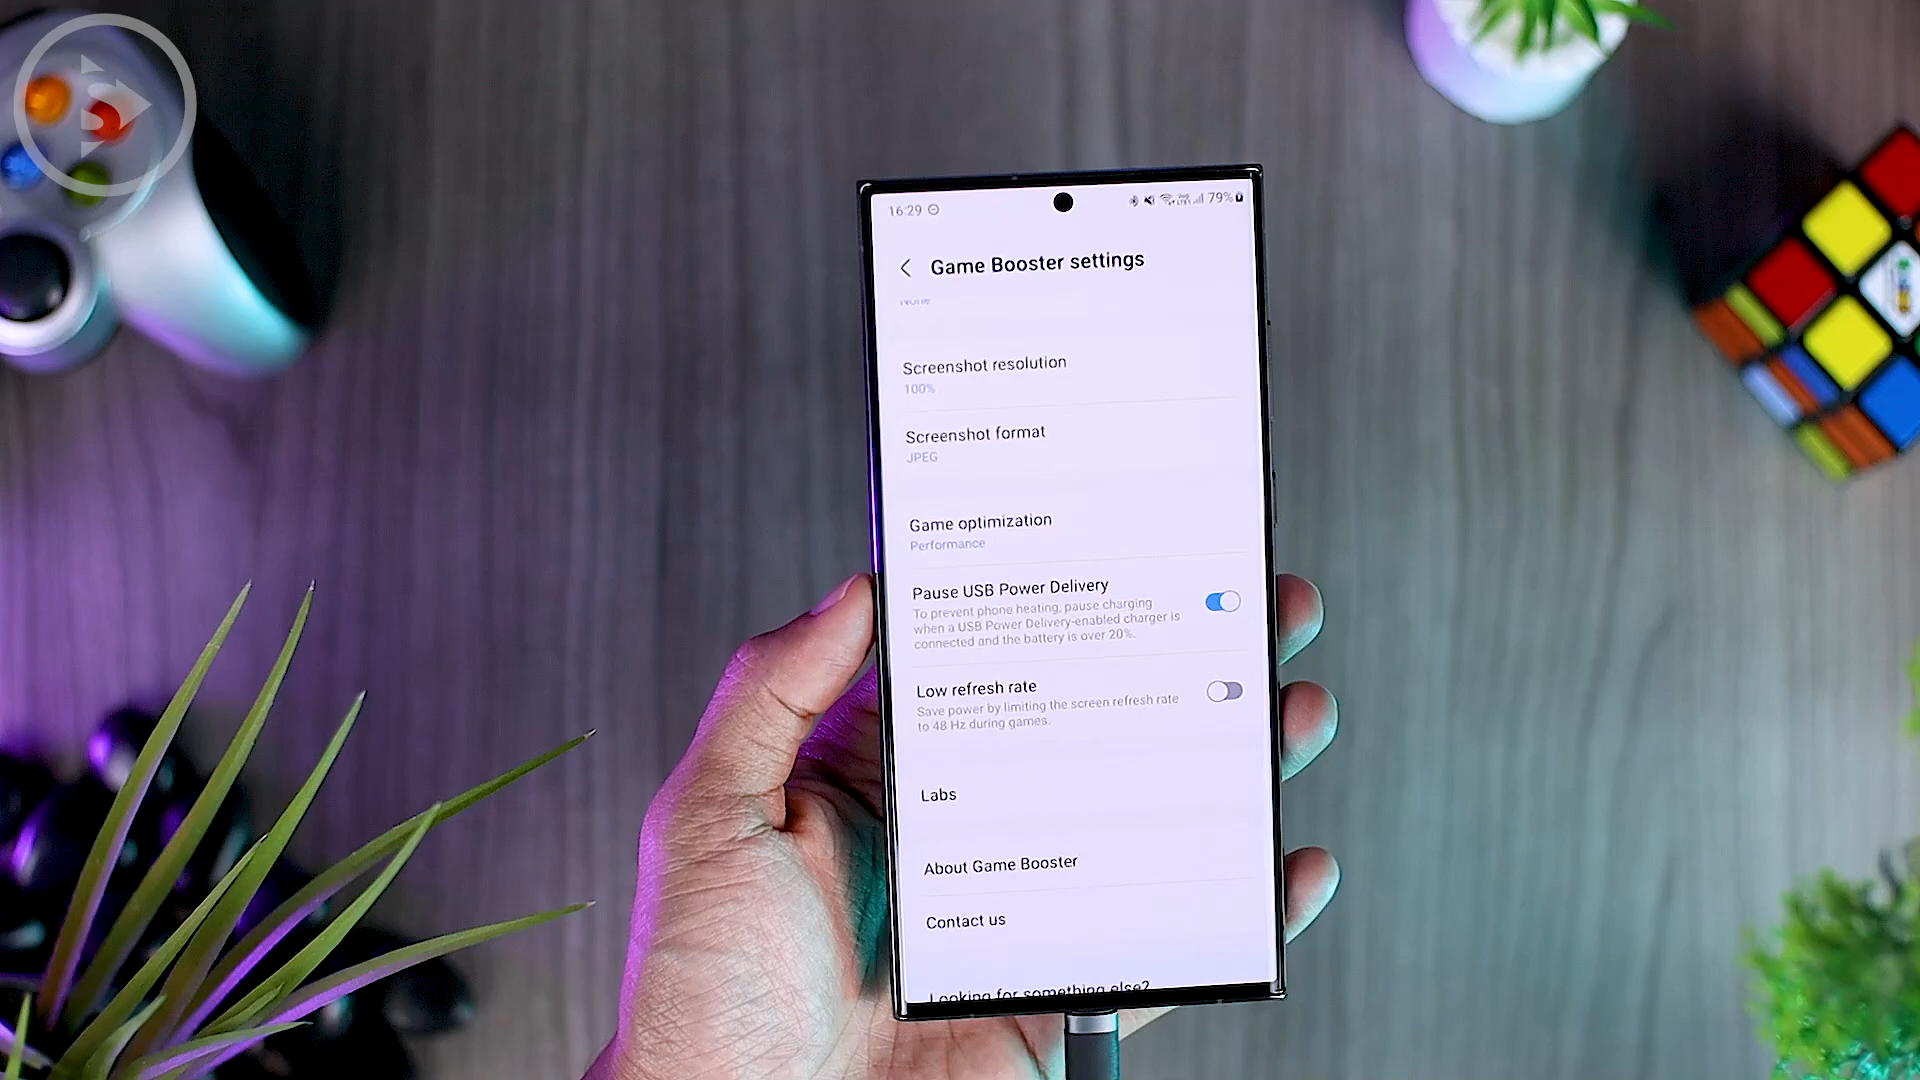 S
16:29 79%
Game Booster settings
None
Screenshot resolution
100%
Screenshot format
JPEG
Game optimization
Performance
Pause USB Power Delivery
To prevent phone heating, pause charging
when a USB Power Delivery-enabled charger is
connected and the battery is over 20%.
Low refresh rate
Save power by limiting the screen refresh rate
to 48 Hz during games.
Labs
About Game Booster
Contact us
Looking for something else?